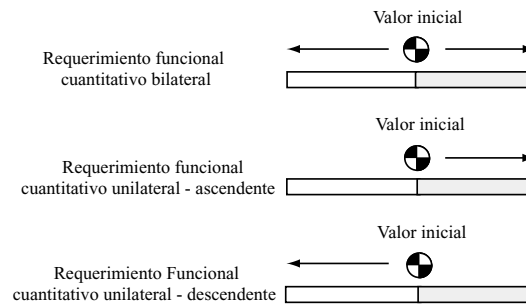 Valor inicial
Requerimiento funcional
cuantitativo bilateral
Valor inicial
Requerimiento funcional
cuantitativo unilateral - ascendente
Valor inicial
Requerimiento Funcional
cuantitativo unilateral - descendente